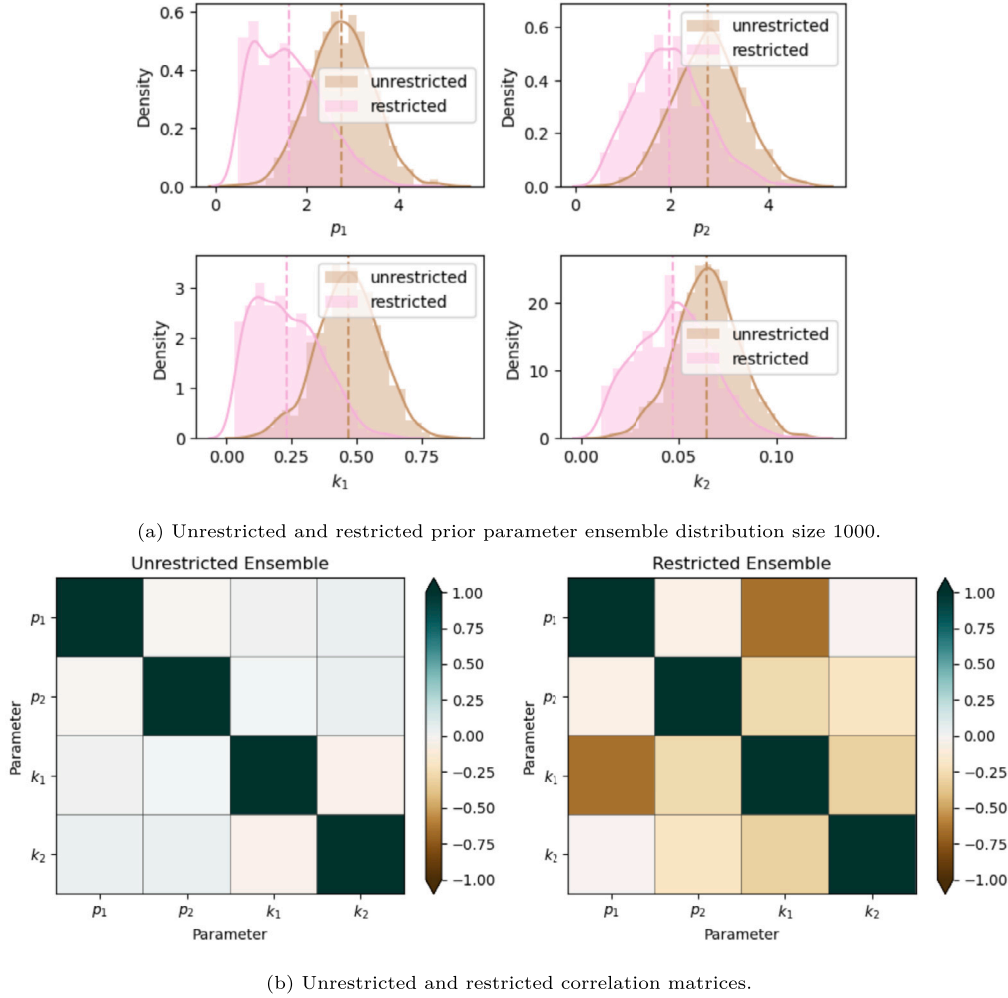 0.6
0.4
0.2
0.0
Density
0 2 4
p₁
unrestricted
restricted
0.6
0.4
0.2
0.0
Density
0 2 4
p₂
unrestricted
restricted
3
2
1
0
Density
0.00 0.25 0.50 0.75
k₁
unrestricted
restricted
20
10
0
Density
0.00 0.05 0.10
k₂
unrestricted
restricted
(a) Unrestricted and restricted prior parameter ensemble distribution size 1000.
Unrestricted Ensemble
p₁
p₂
k₁
k₂
Parameter
p₁ p₂ k₁ k₂
Parameter
1.00
0.75
0.50
0.25
0.00
−0.25
−0.50
−0.75
−1.00
Restricted Ensemble
p₁
p₂
k₁
k₂
Parameter
p₁ p₂ k₁ k₂
Parameter
1.00
0.75
0.50
0.25
0.00
−0.25
−0.50
−0.75
−1.00
(b) Unrestricted and restricted correlation matrices.